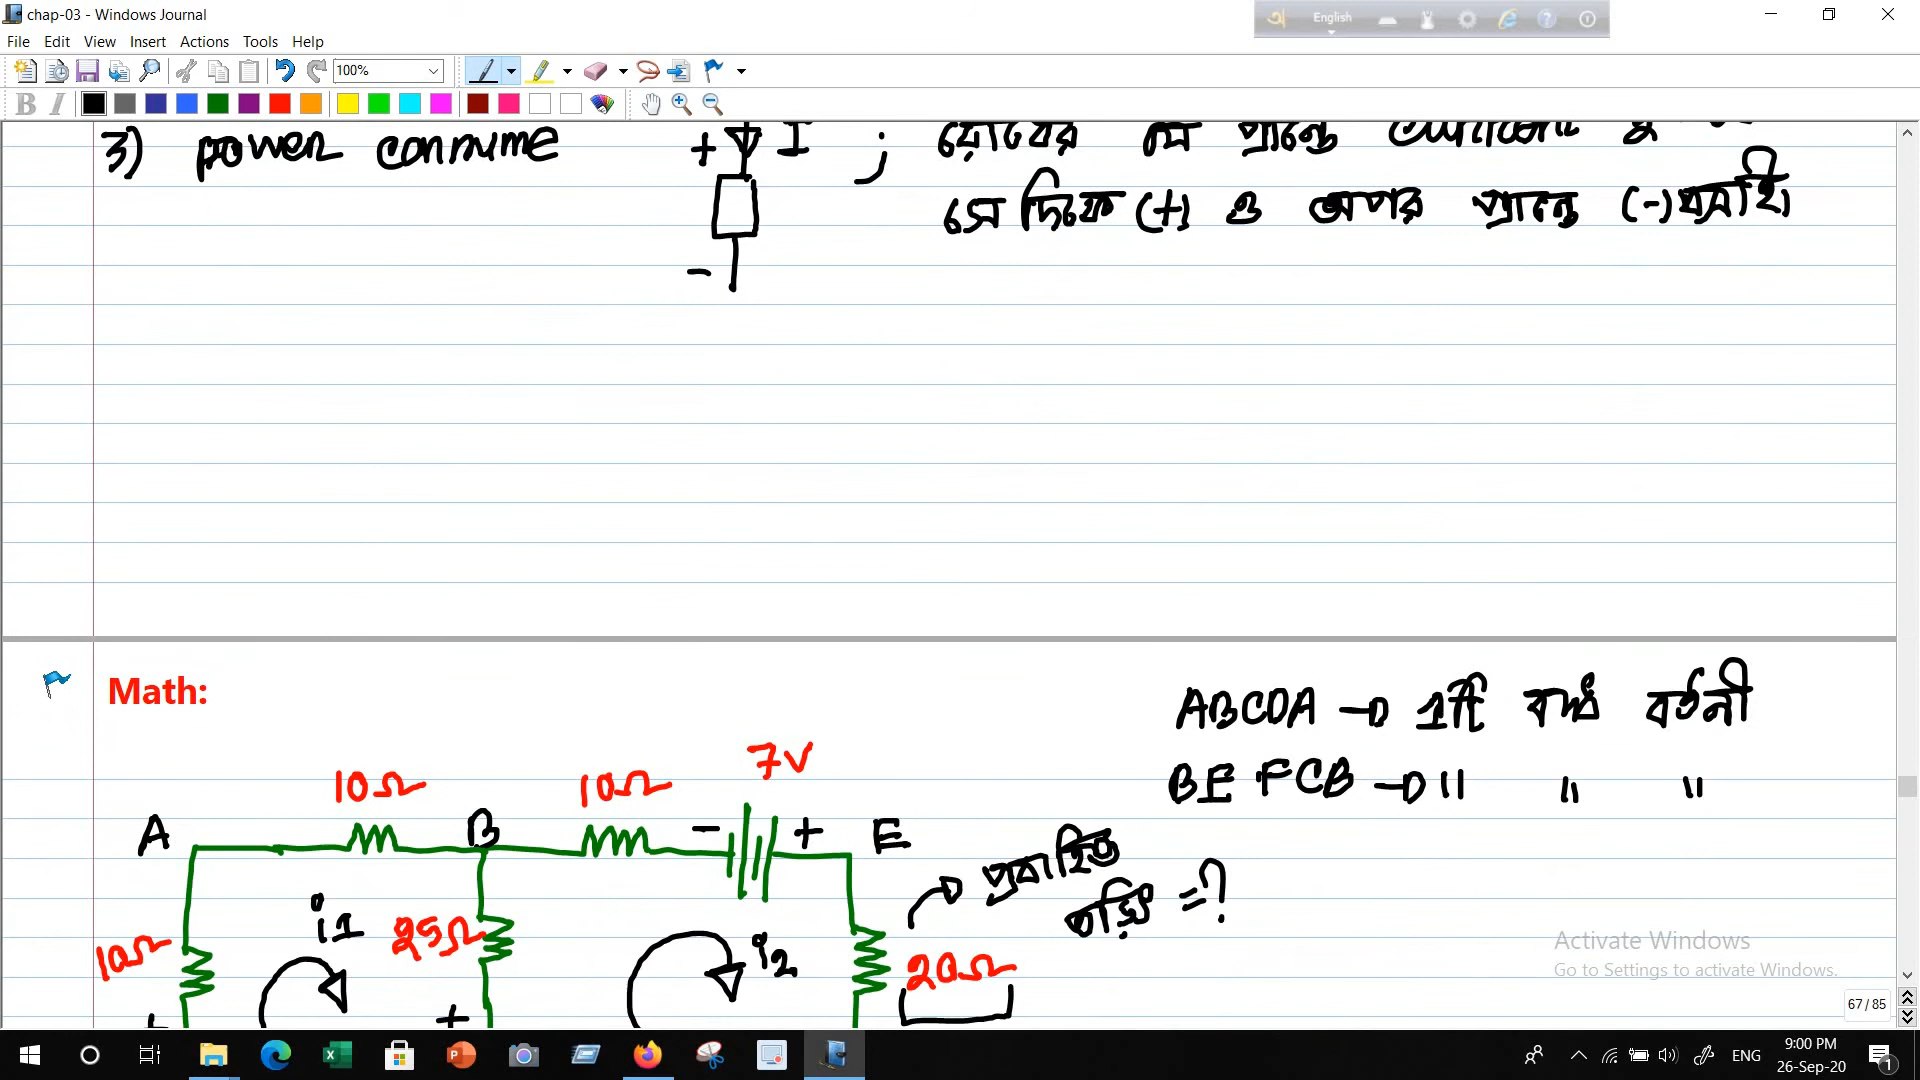 chap-03 - Windows Journal
English
File Edit View Insert Actions Tools Help
100%
B I
3) power consume + I ; যে প্রান্তে current
সে দিকে (+) ও অপর প্রান্তে (-)
-
Math:
ABCDA → 1টি বদ্ধ বর্তনী
BEFCB → " " "
7V
10Ω 10Ω
A B - + E
প্রবাহিত
তড়িৎ = ?
i1 25Ω i2
10Ω 20Ω
+ +
Activate Windows
Go to Settings to activate Windows.
67 / 85
ENG 9:00 PM
26-Sep-20
1